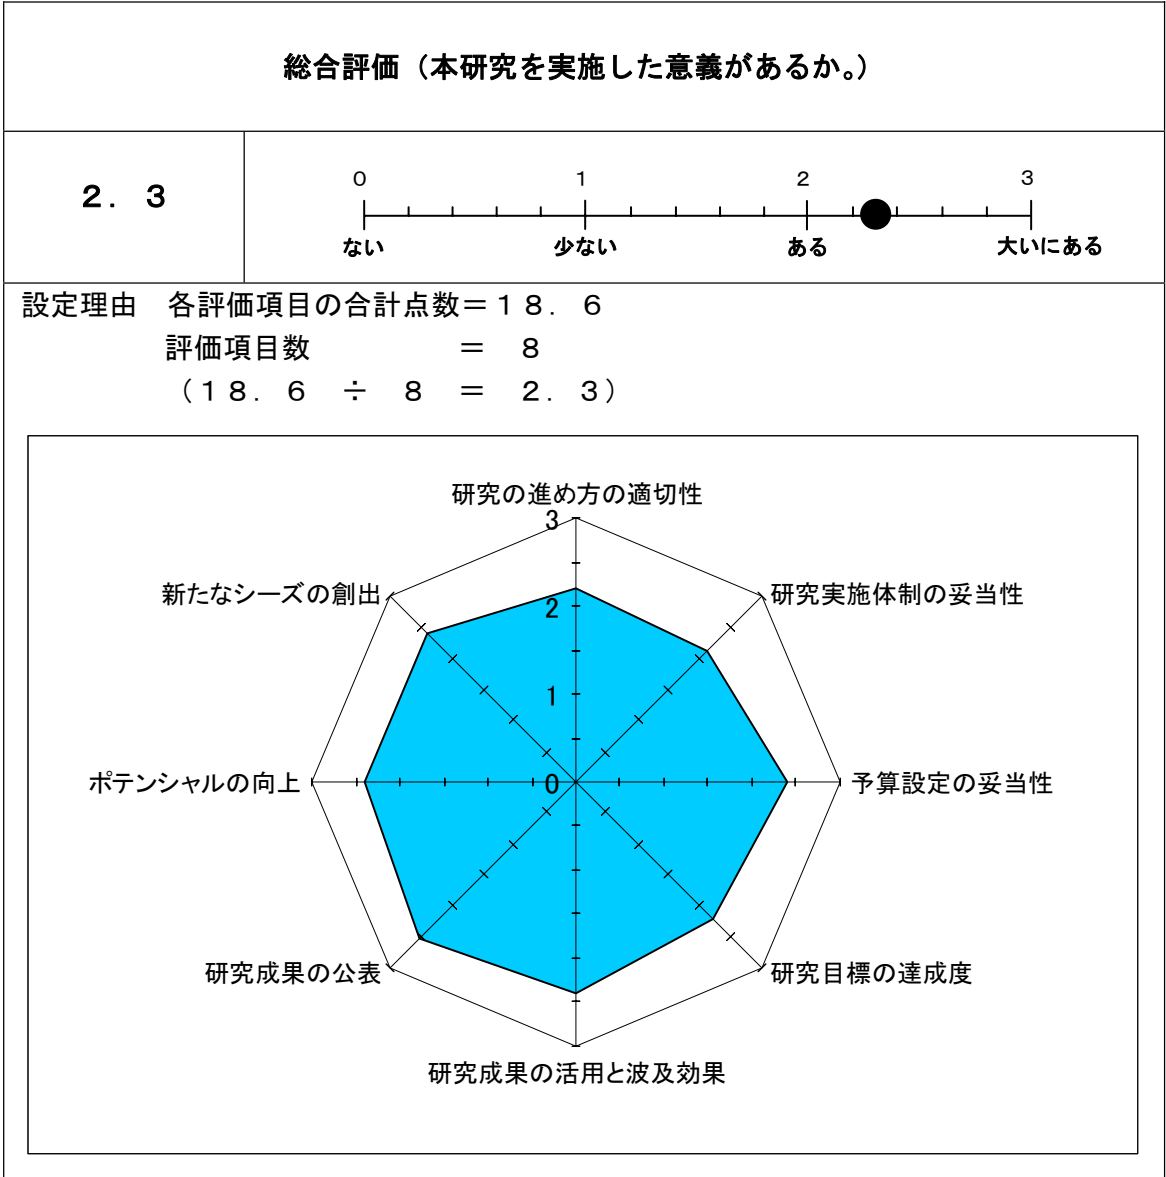 総合評価（本研究を実施した意義があるか。）
２．３
0 1 2 3
ない 少ない ある 大いにある
設定理由　各評価項目の合計点数＝１８．６
評価項目数　＝　８
（１８．６　÷　８　＝　２．３）
研究の進め方の適切性
3
新たなシーズの創出 研究実施体制の妥当性
2
1
ポテンシャルの向上 0 予算設定の妥当性
研究成果の公表 研究目標の達成度
研究成果の活用と波及効果